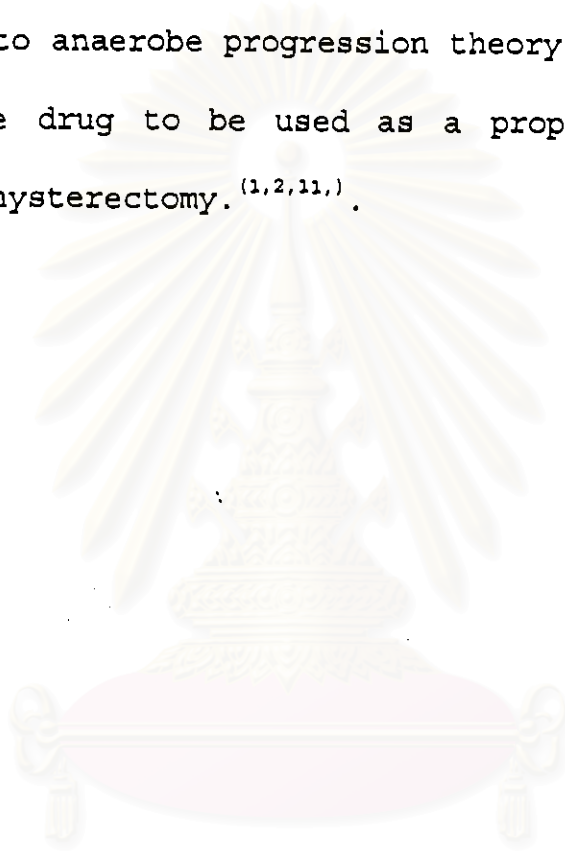 to anaerobe progression theory
e drug to be used as a prop
hysterectomy.(1,2,11,).